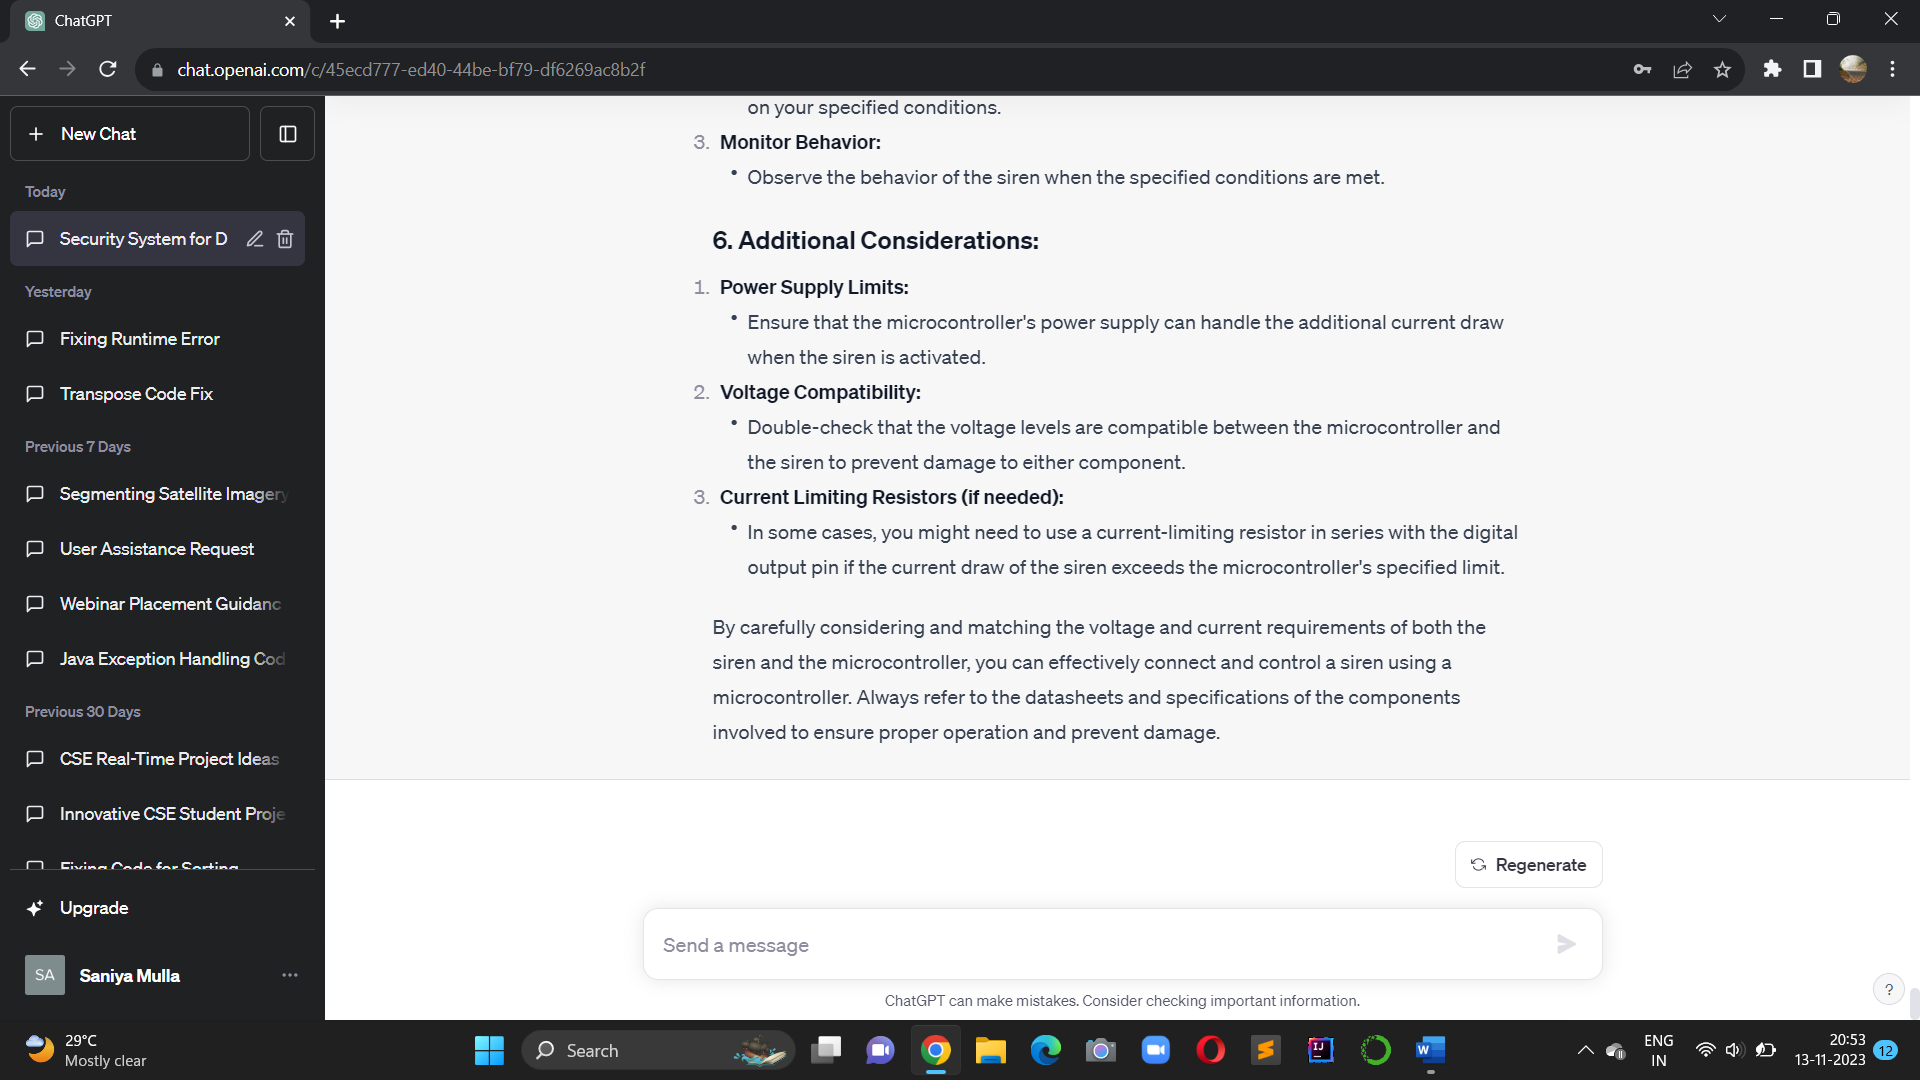 ChatGPT
chat.openai.com/c/45ecd777-ed40-44be-bf79-df6269ac8b2f
New Chat
Today
Security System for D
Yesterday
Fixing Runtime Error
Transpose Code Fix
Previous 7 Days
Segmenting Satellite Imagery
User Assistance Request
Webinar Placement Guidanc
Java Exception Handling Cod
Previous 30 Days
CSE Real-Time Project Ideas
Innovative CSE Student Proje
Fixing Code for Sorting
Upgrade
SA
Saniya Mulla
on your specified conditions.
3. Monitor Behavior:
• Observe the behavior of the siren when the specified conditions are met.
6. Additional Considerations:
1. Power Supply Limits:
• Ensure that the microcontroller's power supply can handle the additional current draw
when the siren is activated.
2. Voltage Compatibility:
• Double-check that the voltage levels are compatible between the microcontroller and
the siren to prevent damage to either component.
3. Current Limiting Resistors (if needed):
• In some cases, you might need to use a current-limiting resistor in series with the digital
output pin if the current draw of the siren exceeds the microcontroller's specified limit.
By carefully considering and matching the voltage and current requirements of both the
siren and the microcontroller, you can effectively connect and control a siren using a
microcontroller. Always refer to the datasheets and specifications of the components
involved to ensure proper operation and prevent damage.
Regenerate
Send a message
ChatGPT can make mistakes. Consider checking important information.
?
29°C
Mostly clear
Search
IJ
W
ENG
IN
20:53
13-11-2023
12